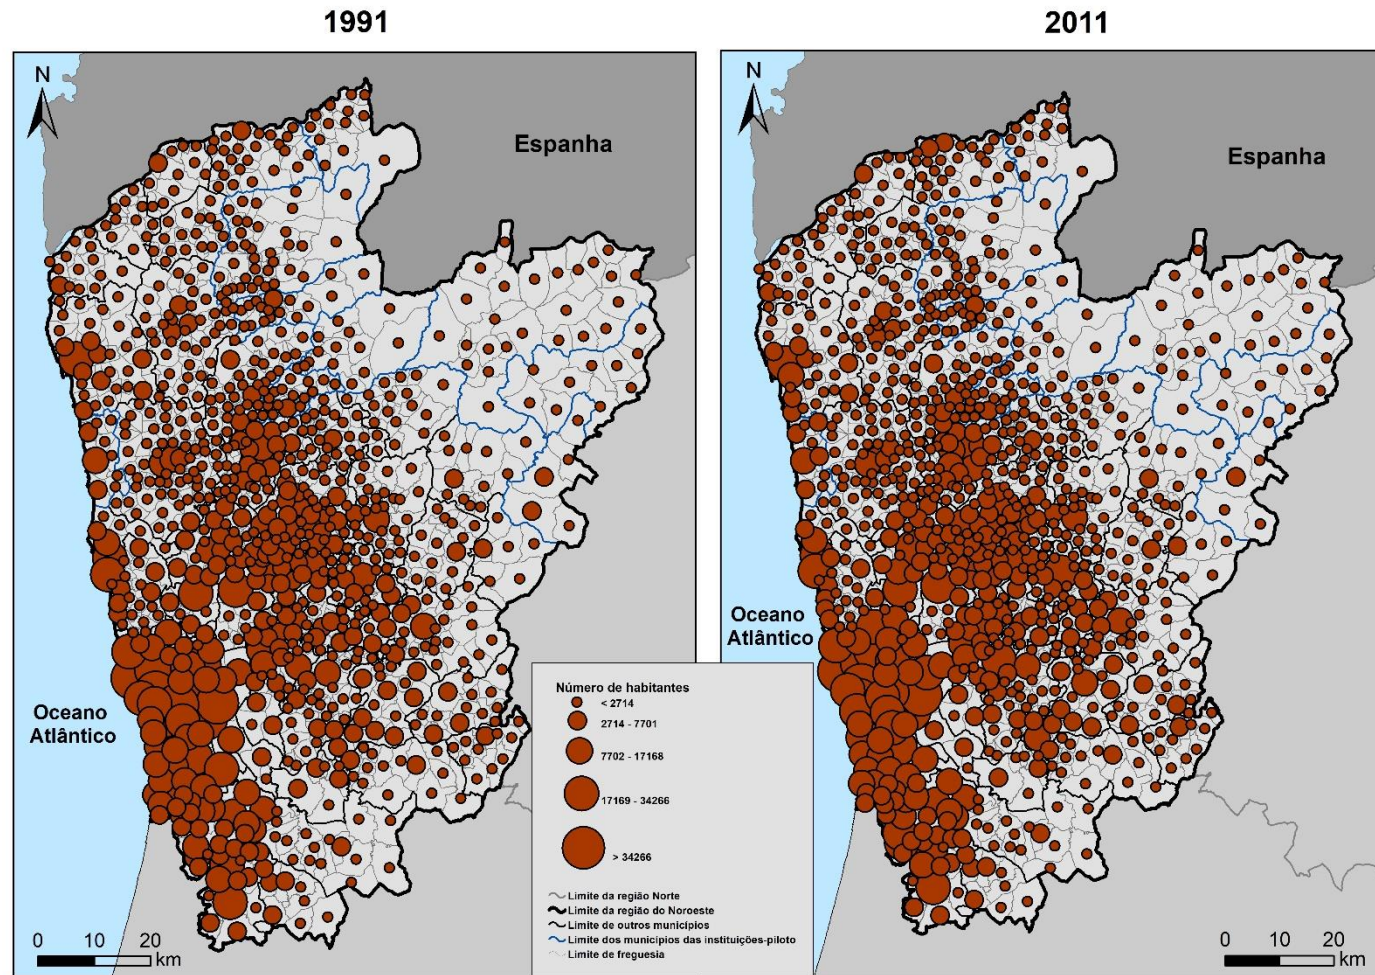 1991
2011
N
Espanha
Oceano
Atlântico
0 10 20
km
N
Espanha
Oceano
Atlântico
0 10 20
km
Número de habitantes
< 2714
2714 - 7701
7702 - 17168
17169 - 34266
> 34266
Limite da região Norte
Limite da região do Noroeste
Limite de outros municípios
Limite dos municípios das instituições-piloto
Limite de freguesia